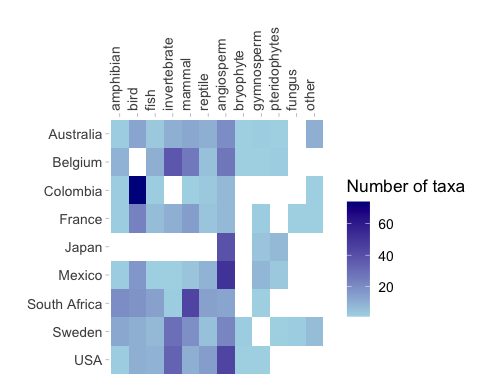 amphibian
bird
fish
invertebrate
mammal
reptile
angiosperm
bryophyte
gymnosperm
pteridophytes
fungus
other
Australia
Belgium
Colombia
France
Japan
Mexico
South Africa
Sweden
USA
Number of taxa
60
40
20